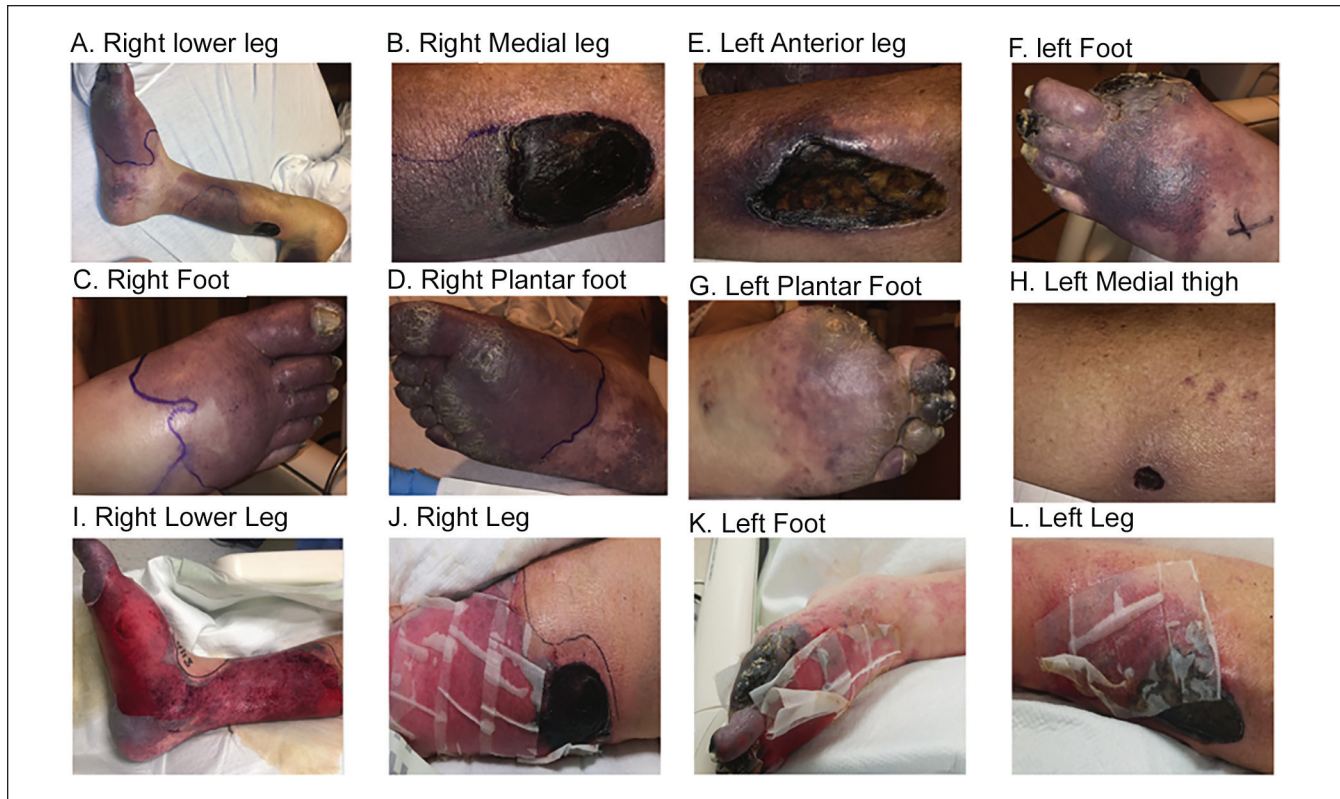 A. Right lower leg
B. Right Medial leg
E. Left Anterior leg
F. left Foot
C. Right Foot
D. Right Plantar foot
G. Left Plantar Foot
H. Left Medial thigh
I. Right Lower Leg
J. Right Leg
K. Left Foot
L. Left Leg